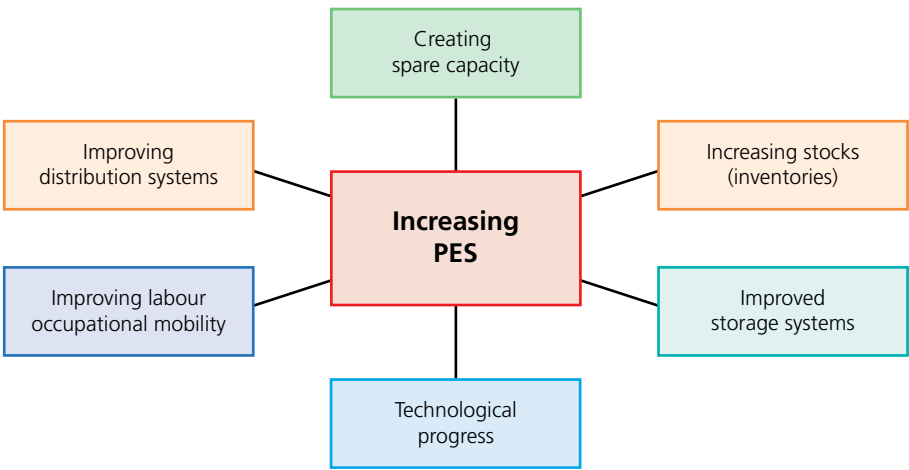 Creating
spare capacity
Improving
distribution systems
Increasing stocks
(inventories)
Increasing
PES
Improving labour
occupational mobility
Improved
storage systems
Technological
progress